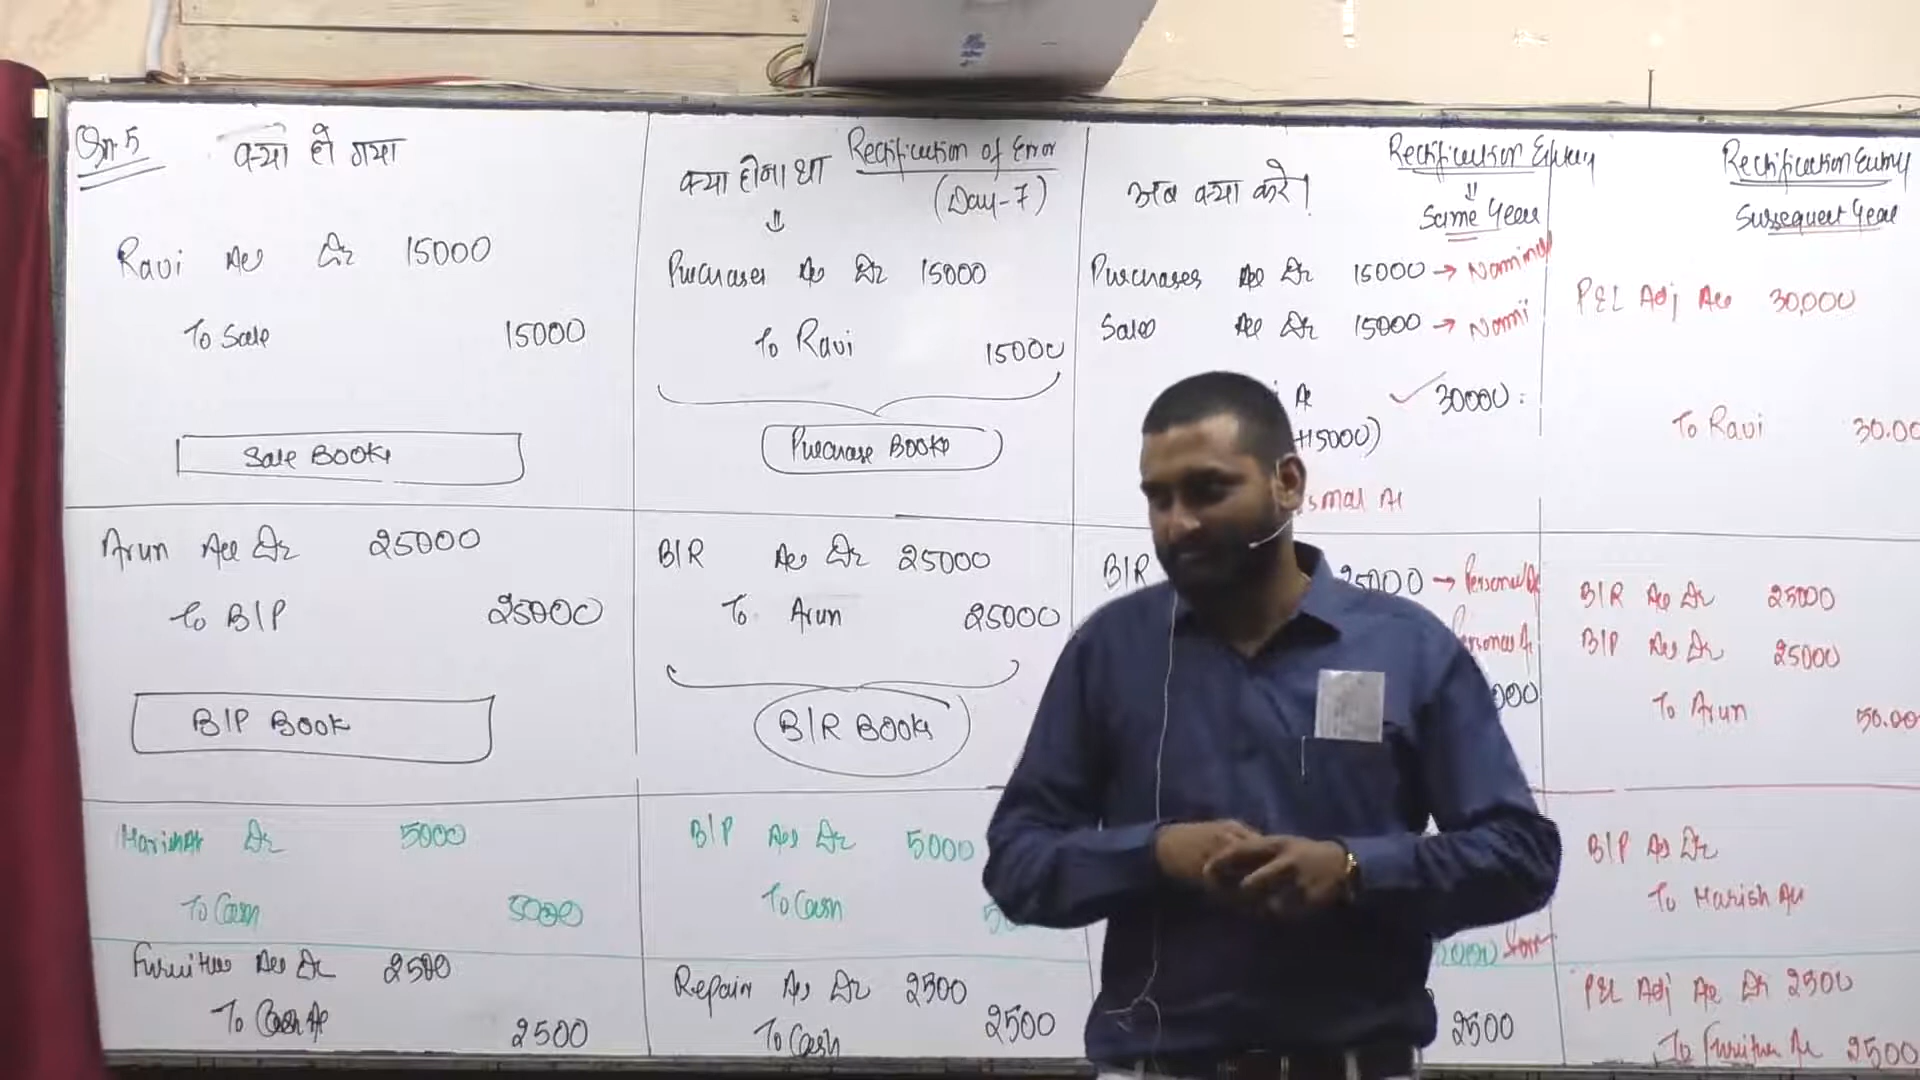 Qn.5 क्या हो गया
Ravi A/c Dr 15000
To Sale 15000
Sale Book
Arun A/c Dr 25000
To B/P 25000
B/P Book
Harish A/c Dr 5000
To Cash 5000
Furniture A/c Dr 2500
To Cash A/c 2500
क्या होना था
Rectification of Error
(Day-7)
Purchases A/c Dr 15000
To Ravi 15000
Purchase Book
B/R A/c Dr 25000
To Arun 25000
B/R Book
B/P A/c Dr 5000
To Cash
Repair A/c Dr 2500
To Cash 2500
अब क्या करे।
Rectification Entry
Same Year
Purchases A/c Dr 15000 → Nominal
Sales A/c Dr 15000 → Nomi
A/c 30000
+15000)
B/R 25000 → Personal A/c
2500
Rectification Entry
Subsequent Year
P&L Adj A/c 30,000
To Ravi
B/R A/c Dr 25000
B/P A/c Dr 25000
To Arun
B/P A/c Dr
To Harish A/c
P&L Adj A/c Dr 2500
To Furniture A/c 2500